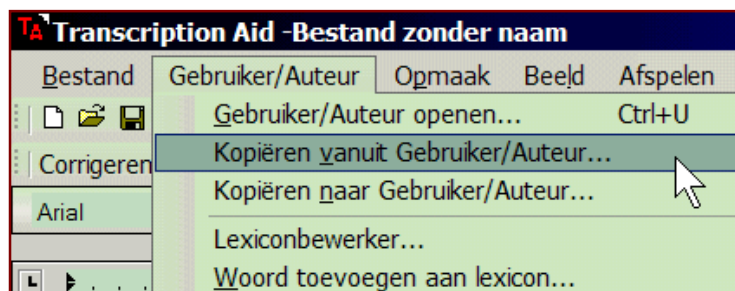 TA Transcription Aid -Bestand zonder naam
Bestand Gebruiker/Auteur Opmaak Beeld Afspelen
Gebruiker/Auteur openen... Ctrl+U
Corrigeren Kopiëren vanuit Gebruiker/Auteur...
Kopiëren naar Gebruiker/Auteur...
Arial
Lexiconbewerker...
L Woord toevoegen aan lexicon...